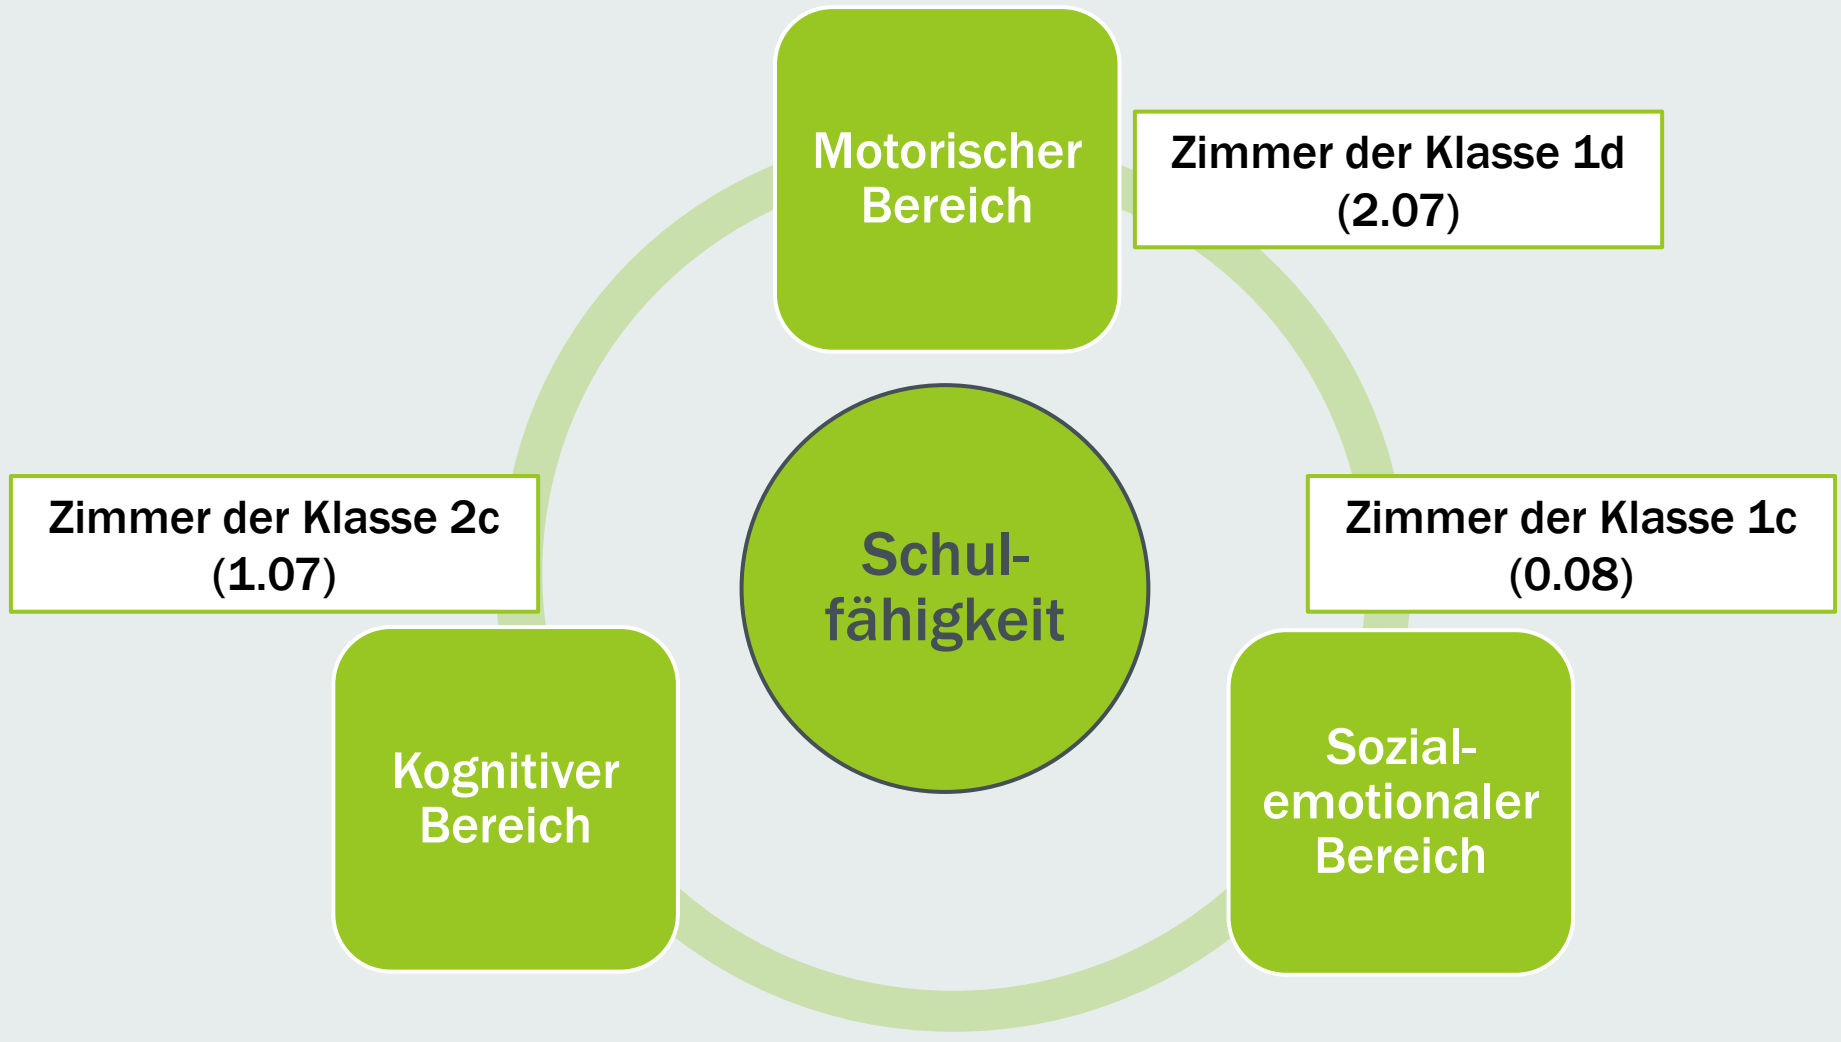 Motorischer
Bereich
Zimmer der Klasse 1d
(2.07)
Zimmer der Klasse 2c
(1.07)
Schul-
fähigkeit
Zimmer der Klasse 1c
(0.08)
Kognitiver
Bereich
Sozial-
emotionaler
Bereich